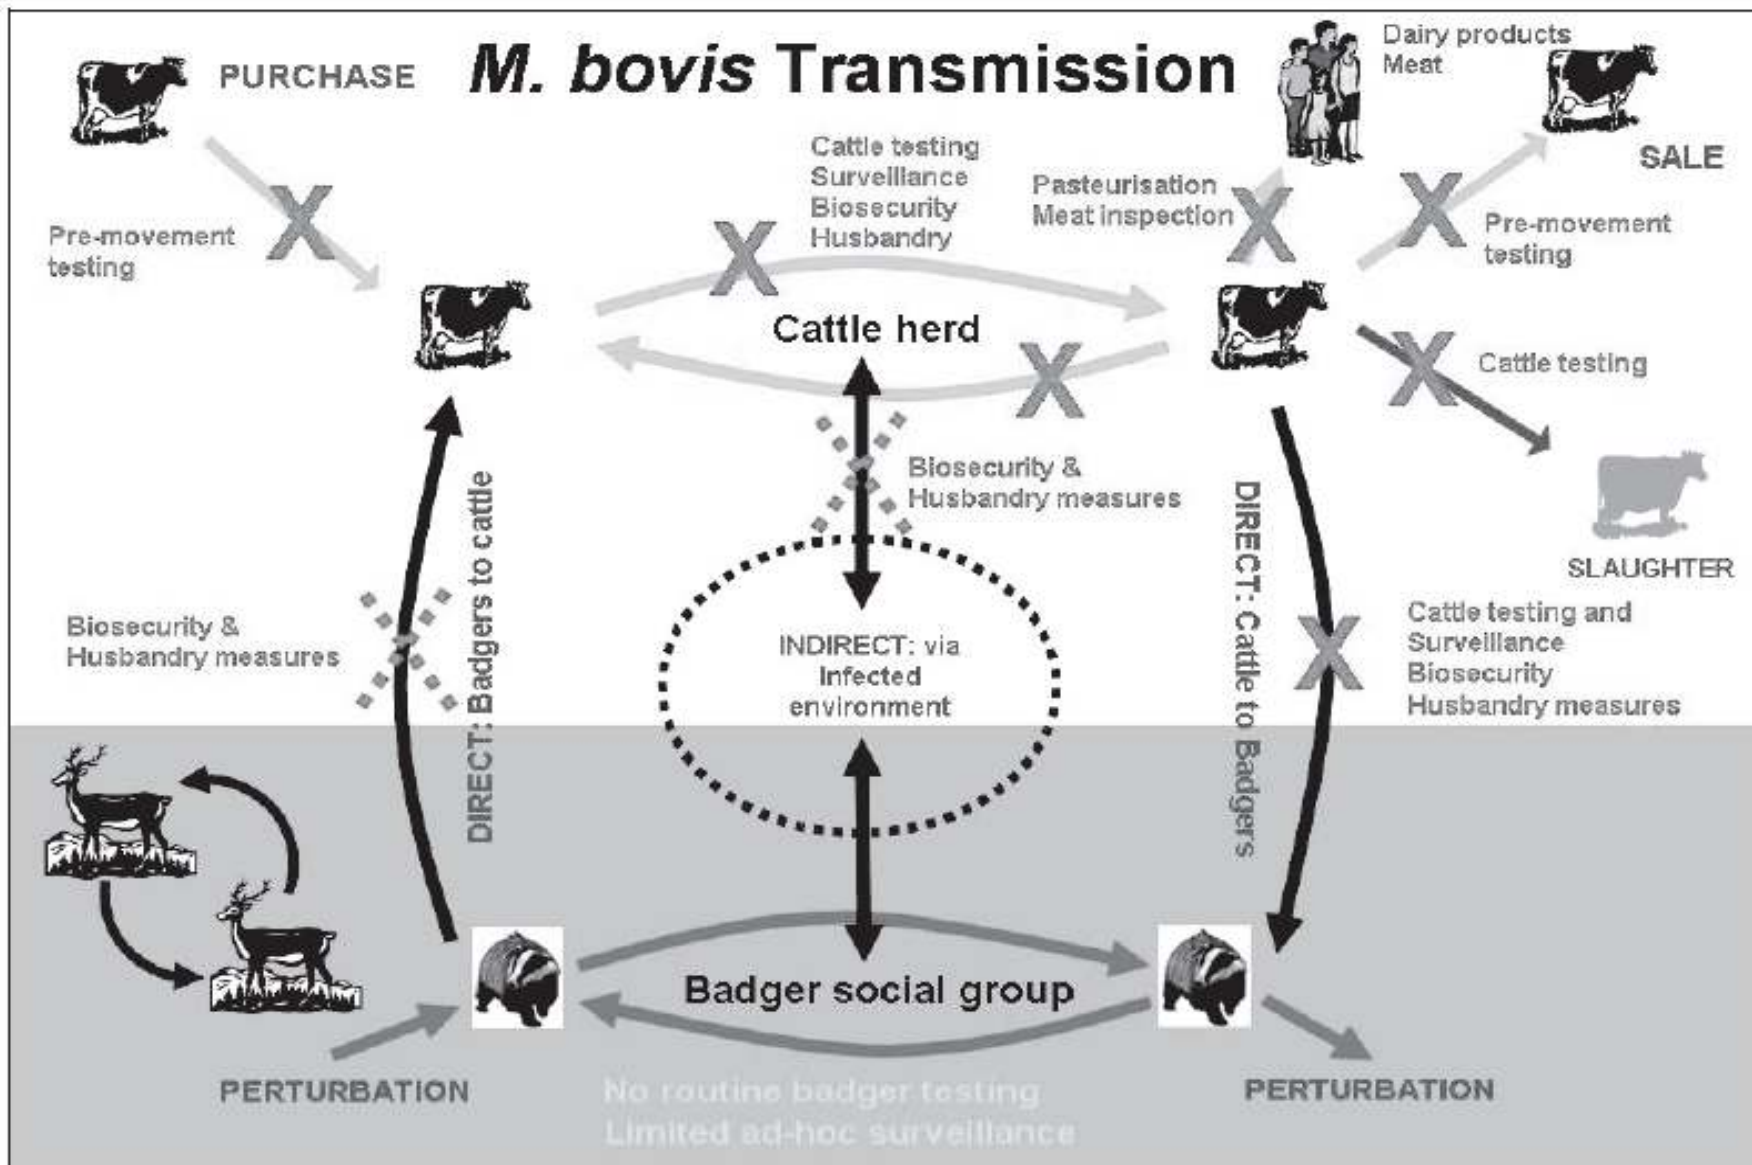 M. bovis Transmission
PURCHASE
Dairy products
Meat
SALE
Cattle testing
Surveillance
Biosecurity
Husbandry
Pasteurisation
Meat inspection
Pre-movement
testing
Pre-movement
testing
Cattle herd
Cattle testing
Biosecurity &
Husbandry measures
SLAUGHTER
DIRECT: Badgers to cattle
DIRECT: Cattle to Badgers
Biosecurity &
Husbandry measures
INDIRECT: via
Infected
environment
Cattle testing and
Surveillance
Biosecurity
Husbandry measures
Badger social group
PERTURBATION
PERTURBATION
No routine badger testing
Limited ad-hoc surveillance